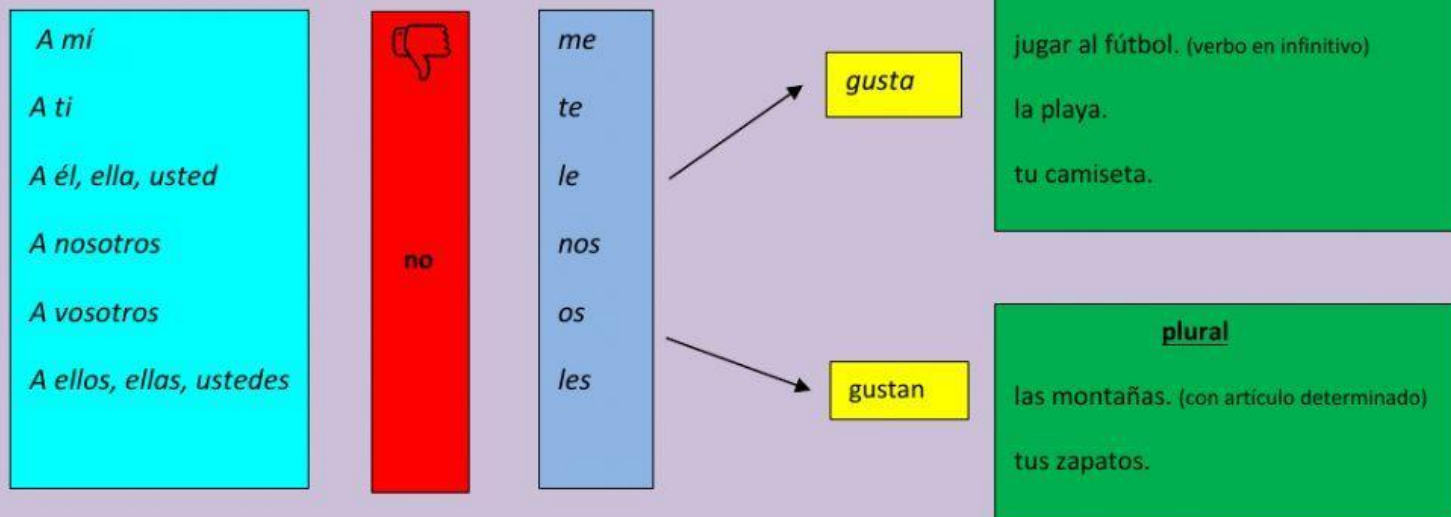 A mí
A ti
A él, ella, usted
A nosotros
A vosotros
A ellos, ellas, ustedes
no
me
te
le
nos
os
les
gusta
gustan
jugar al fútbol. (verbo en infinitivo)
la playa.
tu camiseta.
plural
las montañas. (con artículo determinado)
tus zapatos.